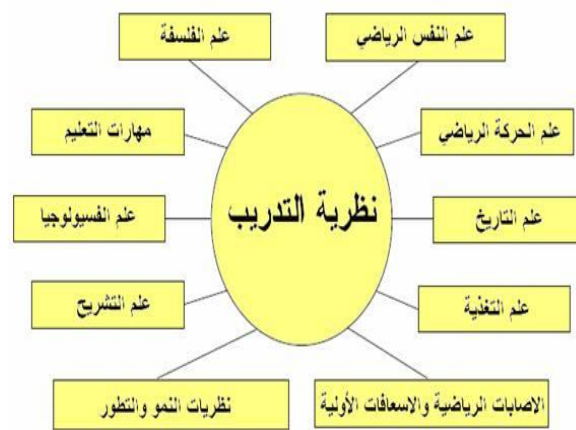 علم النفس الرياضي
علم الفلسفة
علم الحركة الرياضي
مهارات التعليم
نظرية التدريب
علم التاريخ
علم الفسيولوجيا
علم التغذية
علم التشريح
الاصابات الرياضية والاسعافات الأولية
نظريات النمو والتطور